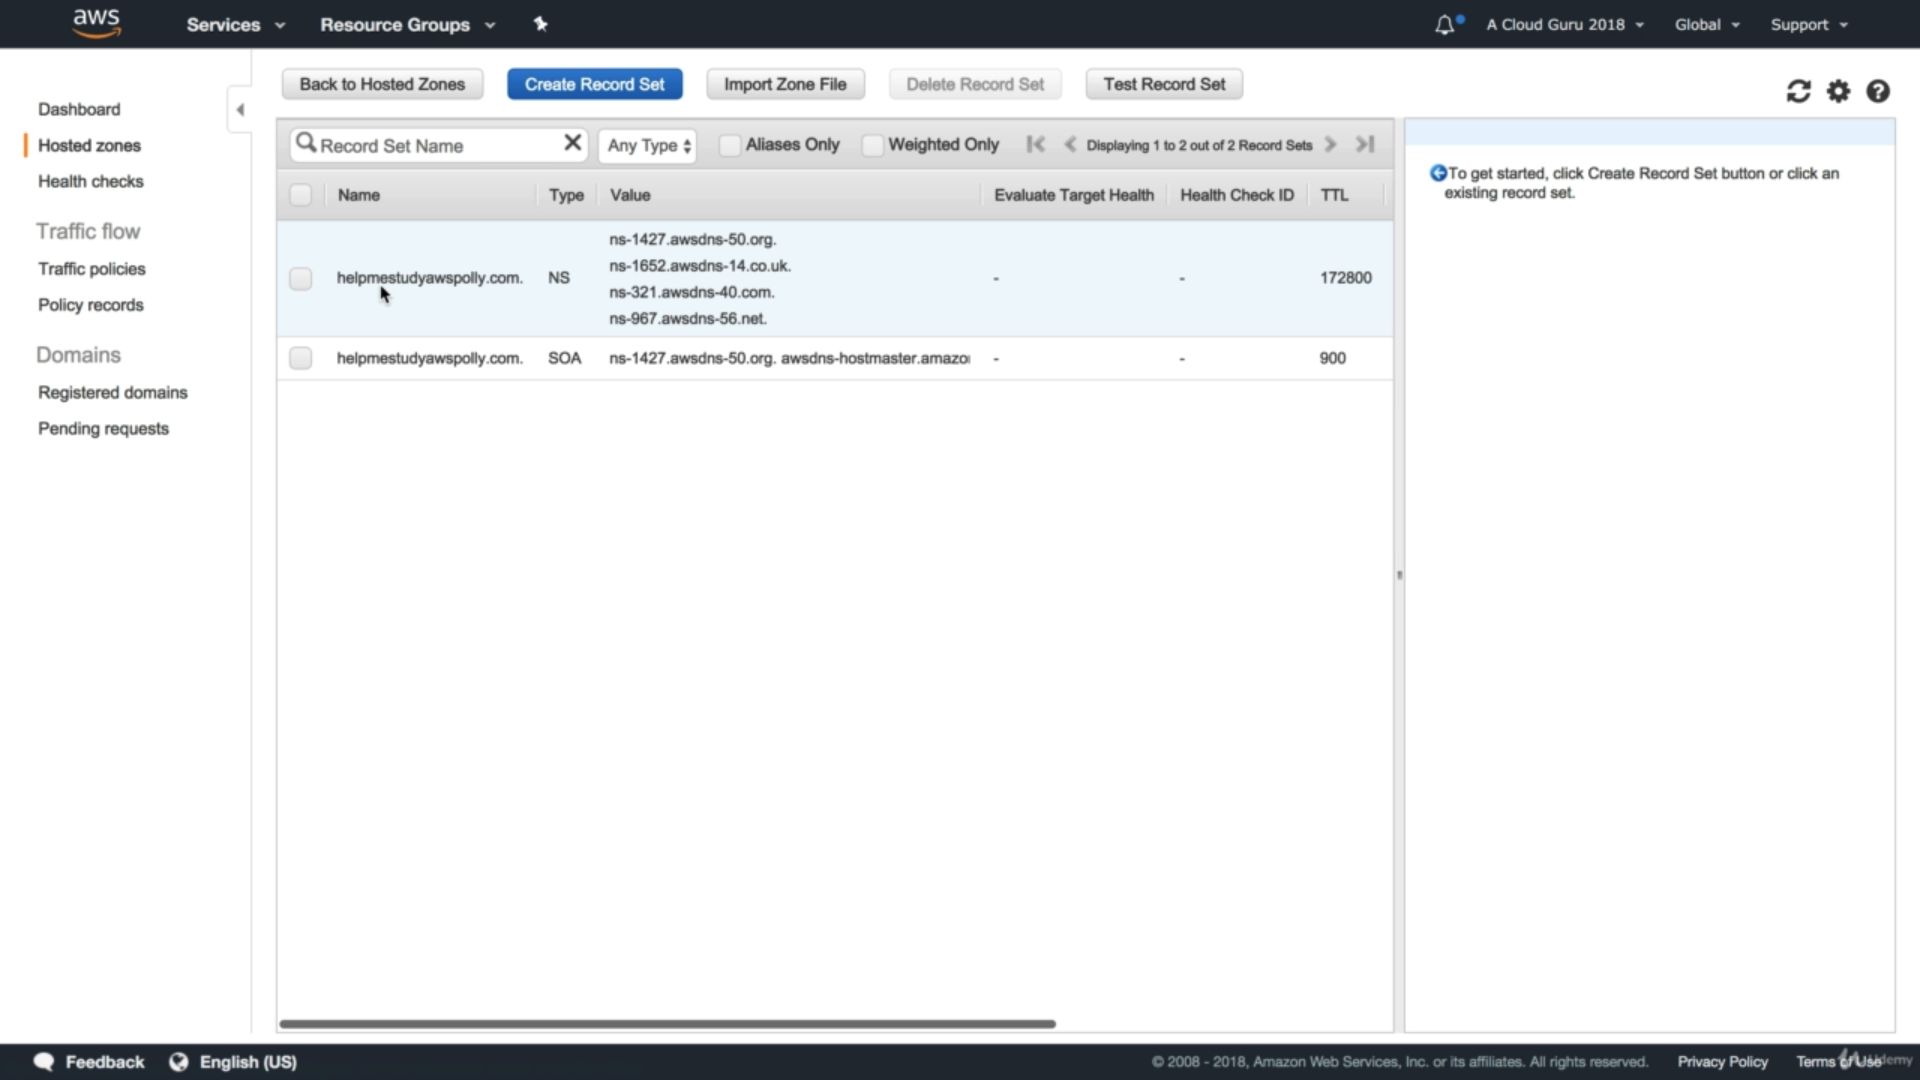 aws
Services
Resource Groups
A Cloud Guru 2018
Global
Support
Dashboard
Hosted zones
Health checks
Traffic flow
Traffic policies
Policy records
Domains
Registered domains
Pending requests
Back to Hosted Zones
Create Record Set
Import Zone File
Delete Record Set
Test Record Set
Record Set Name
Any Type
Aliases Only
Weighted Only
Displaying 1 to 2 out of 2 Record Sets
Name Type Value Evaluate Target Health Health Check ID TTL
helpmestudyawspolly.com. NS
ns-1427.awsdns-50.org.
ns-1652.awsdns-14.co.uk.
ns-321.awsdns-40.com.
ns-967.awsdns-56.net.
- - 172800
helpmestudyawspolly.com. SOA ns-1427.awsdns-50.org. awsdns-hostmaster.amazo - - 900
To get started, click Create Record Set button or click an
existing record set.
Feedback
English (US)
© 2008 - 2018, Amazon Web Services, Inc. or its affiliates. All rights reserved.
Privacy Policy
Terms of Use